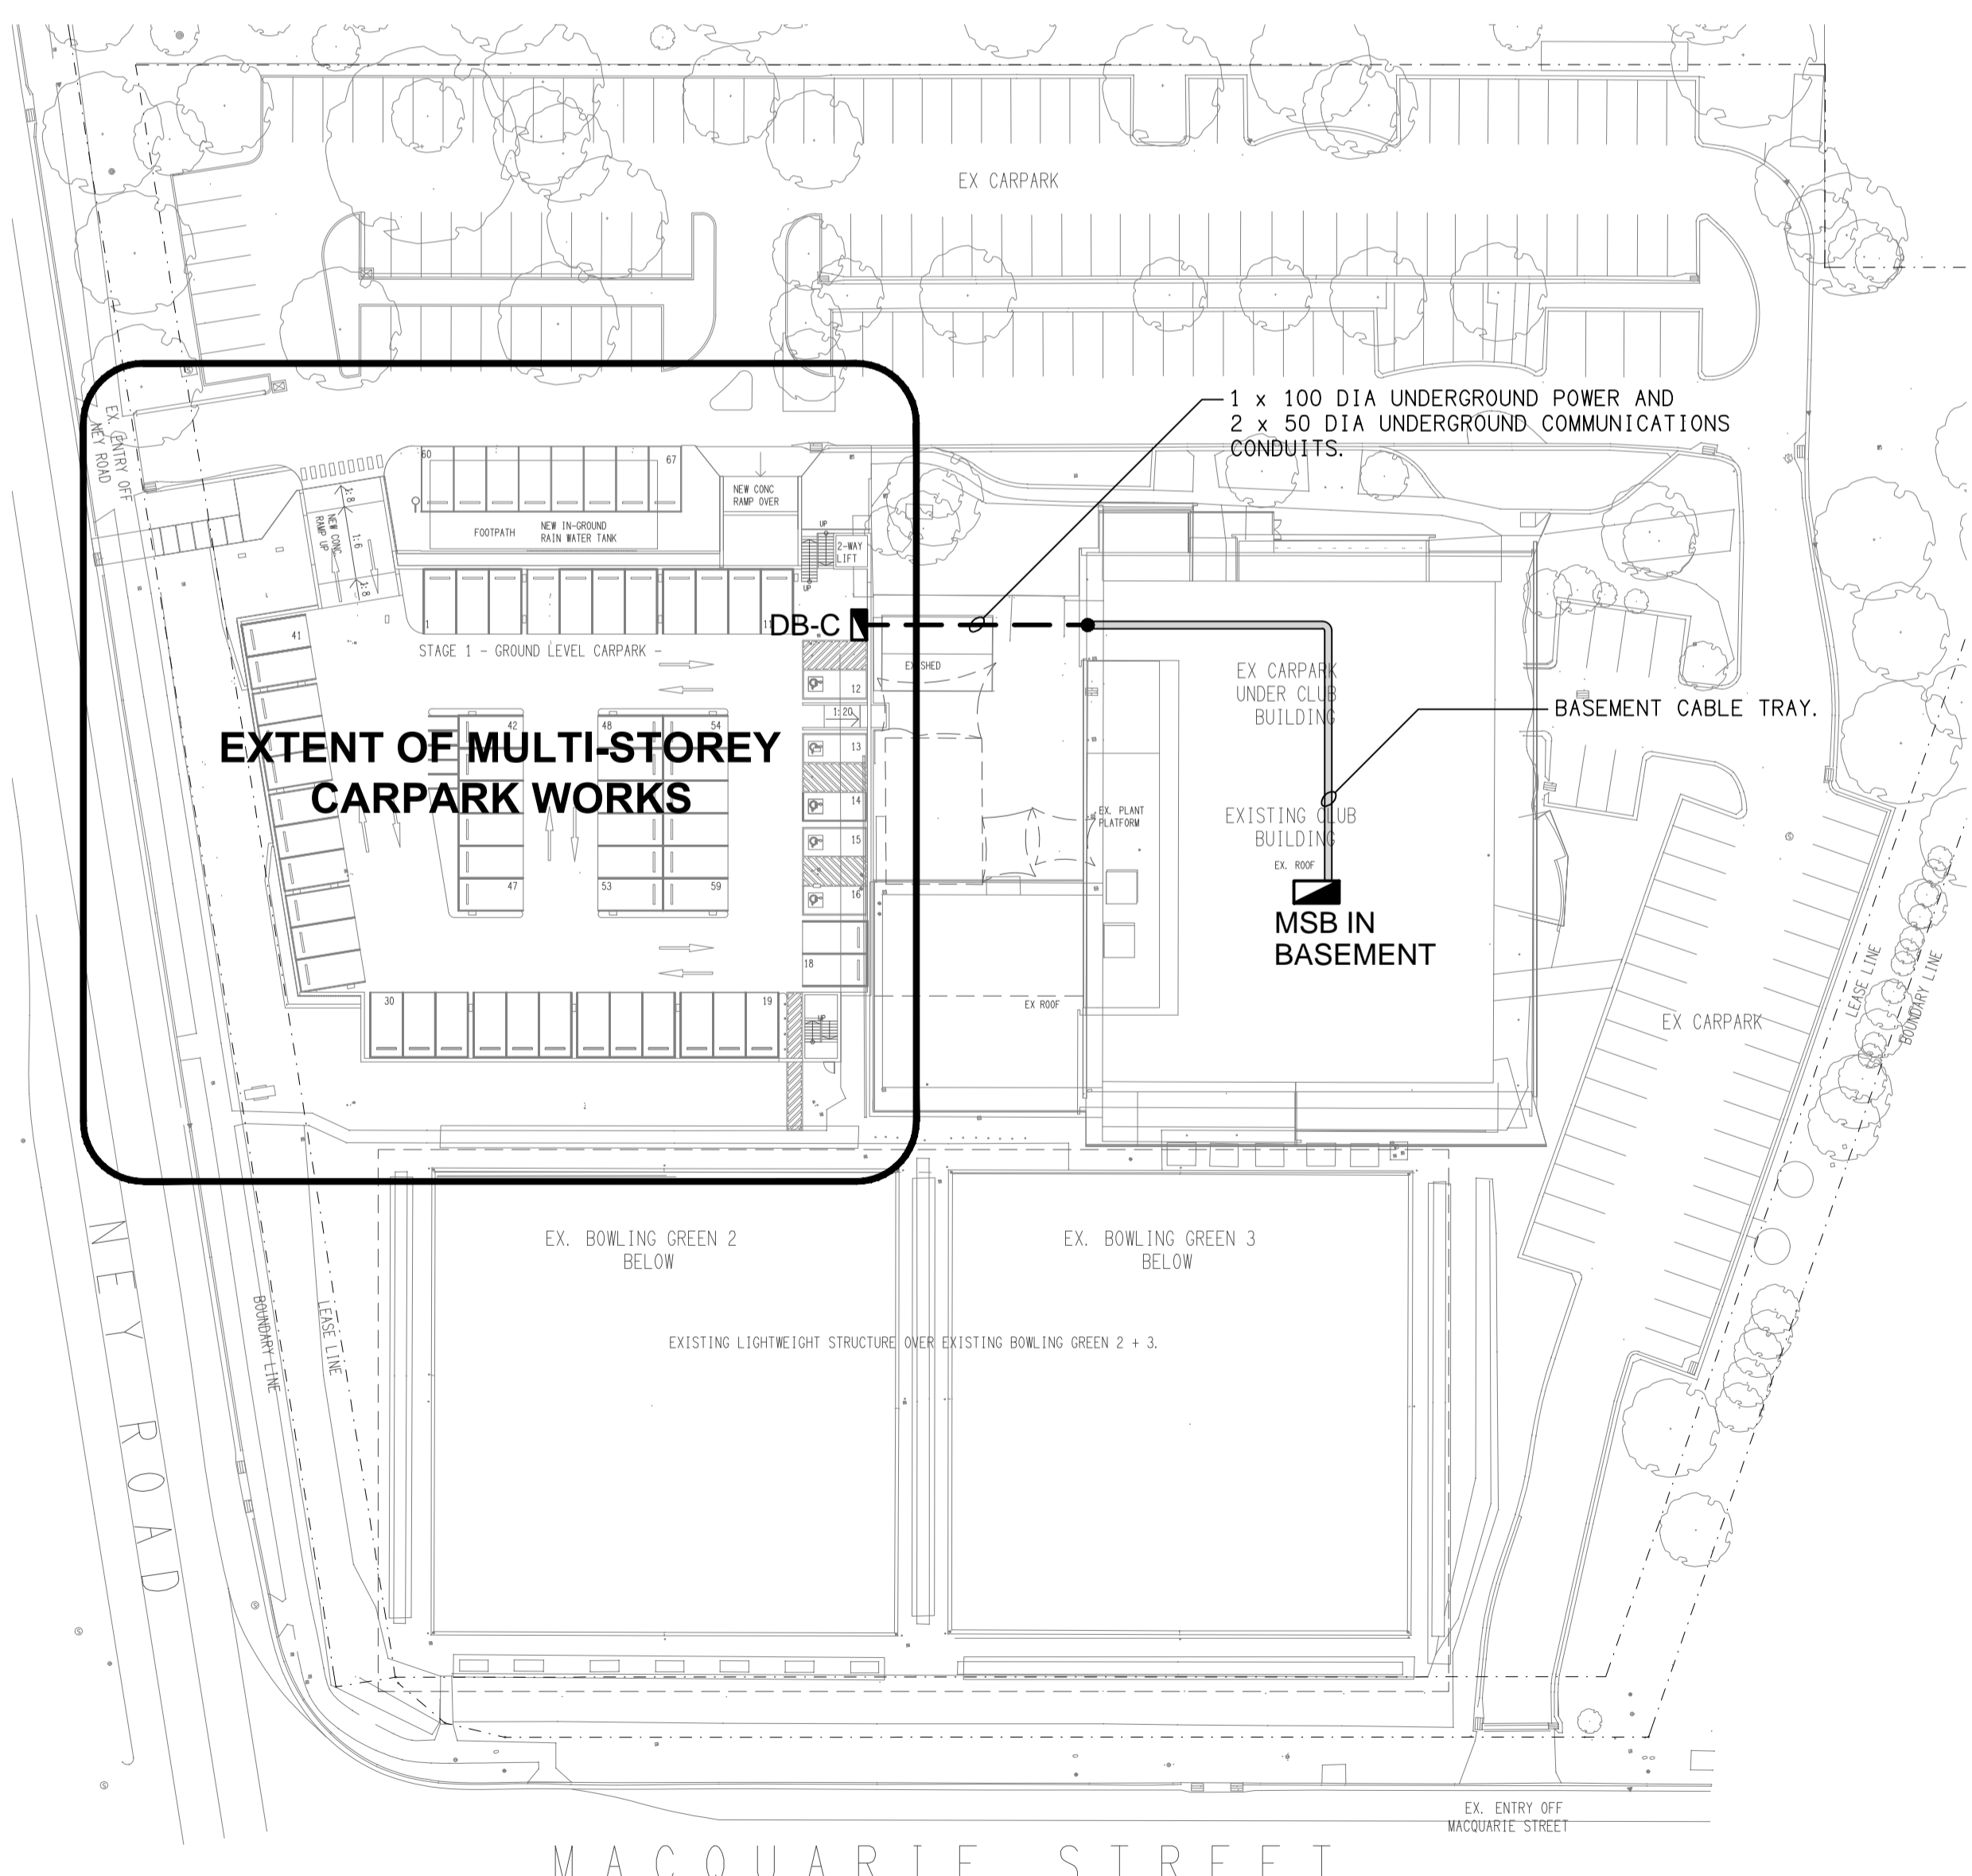 EX CARPARK
1 x 100 DIA UNDERGROUND POWER AND
2 x 50 DIA UNDERGROUND COMMUNICATIONS
CONDUITS.
EX. ENTRY OFF
NEY ROAD
60
67
NEW CONC
RAMP OVER
FOOTPATH
NEW IN-GROUND
RAIN WATER TANK
1:8
1:6
1:8
NEW CONC
RAMP UP
UP
2-WAY
LIFT
UP
1
11
DB-C
STAGE 1 - GROUND LEVEL CARPARK -
41
EX SHED
EX CARPARK
UNDER CLUB
BUILDING
12
1:20
BASEMENT CABLE TRAY.
42
48
54
13
EXTENT OF MULTI-STOREY
CARPARK WORKS
14
15
16
EX. PLANT
PLATFORM
EXISTING CLUB
BUILDING
EX. ROOF
47
53
59
MSB IN
BASEMENT
18
30
19
UP
EX ROOF
EX CARPARK
LEASE LINE
BOUNDARY LINE
EX. BOWLING GREEN 2
BELOW
EX. BOWLING GREEN 3
BELOW
BOUNDARY LINE
LEASE LINE
EXISTING LIGHTWEIGHT STRUCTURE OVER EXISTING BOWLING GREEN 2 + 3.
NEY ROAD
EX. ENTRY OFF
MACQUARIE STREET
MACQUARIE STREET